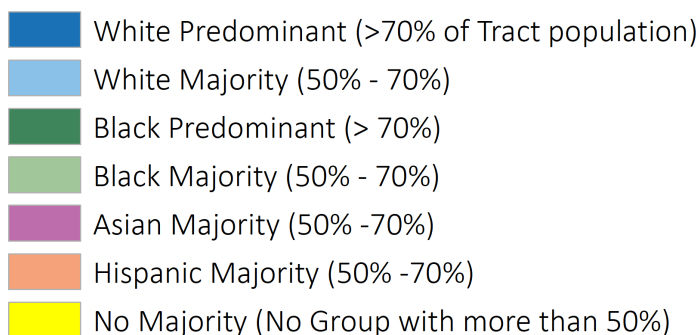 White Predominant (>70% of Tract population)
White Majority (50% - 70%)
Black Predominant (> 70%)
Black Majority (50% - 70%)
Asian Majority (50% -70%)
Hispanic Majority (50% -70%)
No Majority (No Group with more than 50%)